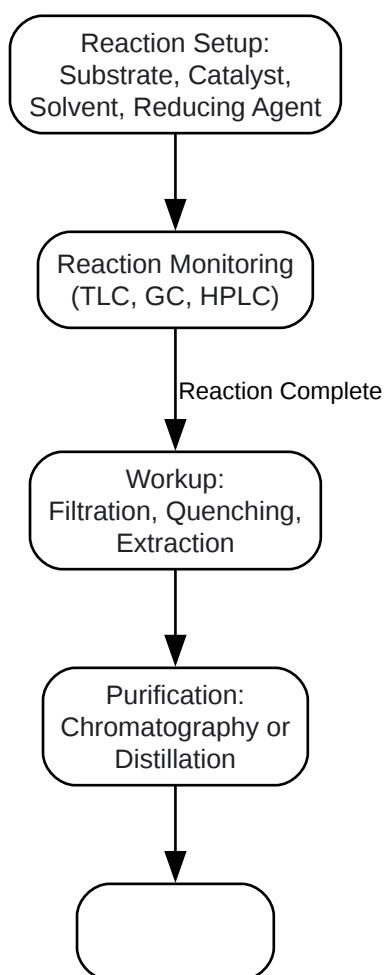 Reaction Setup:
Substrate, Catalyst,
Solvent, Reducing Agent
Reaction Monitoring
(TLC, GC, HPLC)
Reaction Complete
Workup:
Filtration, Quenching,
Extraction
Purification:
Chromatography or
Distillation